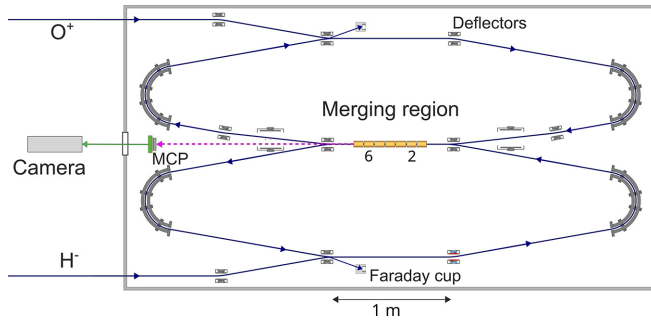 O⁺
Deflectors
Merging region
Camera
MCP
6 2
H⁻
Faraday cup
1 m